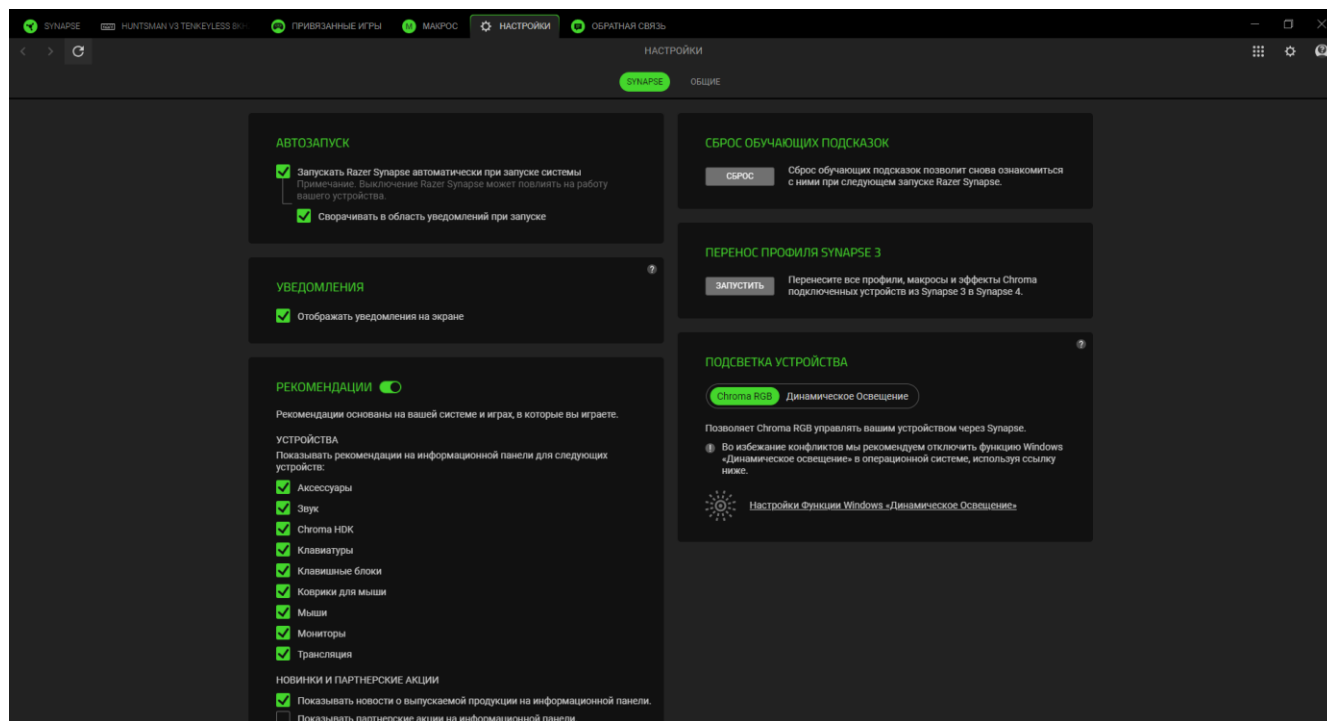 SYNAPSE
HUNTSMAN V3 TENKEYLESS 8KH
ПРИВЯЗАННЫЕ ИГРЫ
МАКРОС
НАСТРОЙКИ
ОБРАТНАЯ СВЯЗЬ
НАСТРОЙКИ
SYNAPSE
ОБЩИЕ
АВТОЗАПУСК
Запускать Razer Synapse автоматически при запуске системы
Примечание. Выключение Razer Synapse может повлиять на работу
вашего устройства.
Сворачивать в область уведомлений при запуске
УВЕДОМЛЕНИЯ
Отображать уведомления на экране
РЕКОМЕНДАЦИИ
Рекомендации основаны на вашей системе и играх, в которые вы играете.
УСТРОЙСТВА
Показывать рекомендации на информационной панели для следующих
устройств:
Аксессуары
Звук
Chroma HDK
Клавиатуры
Клавишные блоки
Коврики для мыши
Мыши
Мониторы
Трансляция
НОВИНКИ И ПАРТНЕРСКИЕ АКЦИИ
Показывать новости о выпускаемой продукции на информационной панели.
Показывать партнерские акции на информационной панели.
СБРОС ОБУЧАЮЩИХ ПОДСКАЗОК
СБРОС
Сброс обучающих подсказок позволит снова ознакомиться
с ними при следующем запуске Razer Synapse.
ПЕРЕНОС ПРОФИЛЯ SYNAPSE 3
ЗАПУСТИТЬ
Перенесите все профили, макросы и эффекты Chroma
подключенных устройств из Synapse 3 в Synapse 4.
ПОДСВЕТКА УСТРОЙСТВА
Chroma RGB
Динамическое Освещение
Позволяет Chroma RGB управлять вашим устройством через Synapse.
Во избежание конфликтов мы рекомендуем отключить функцию Windows
«Динамическое освещение» в операционной системе, используя ссылку
ниже.
Настройки Функции Windows «Динамическое Освещение»